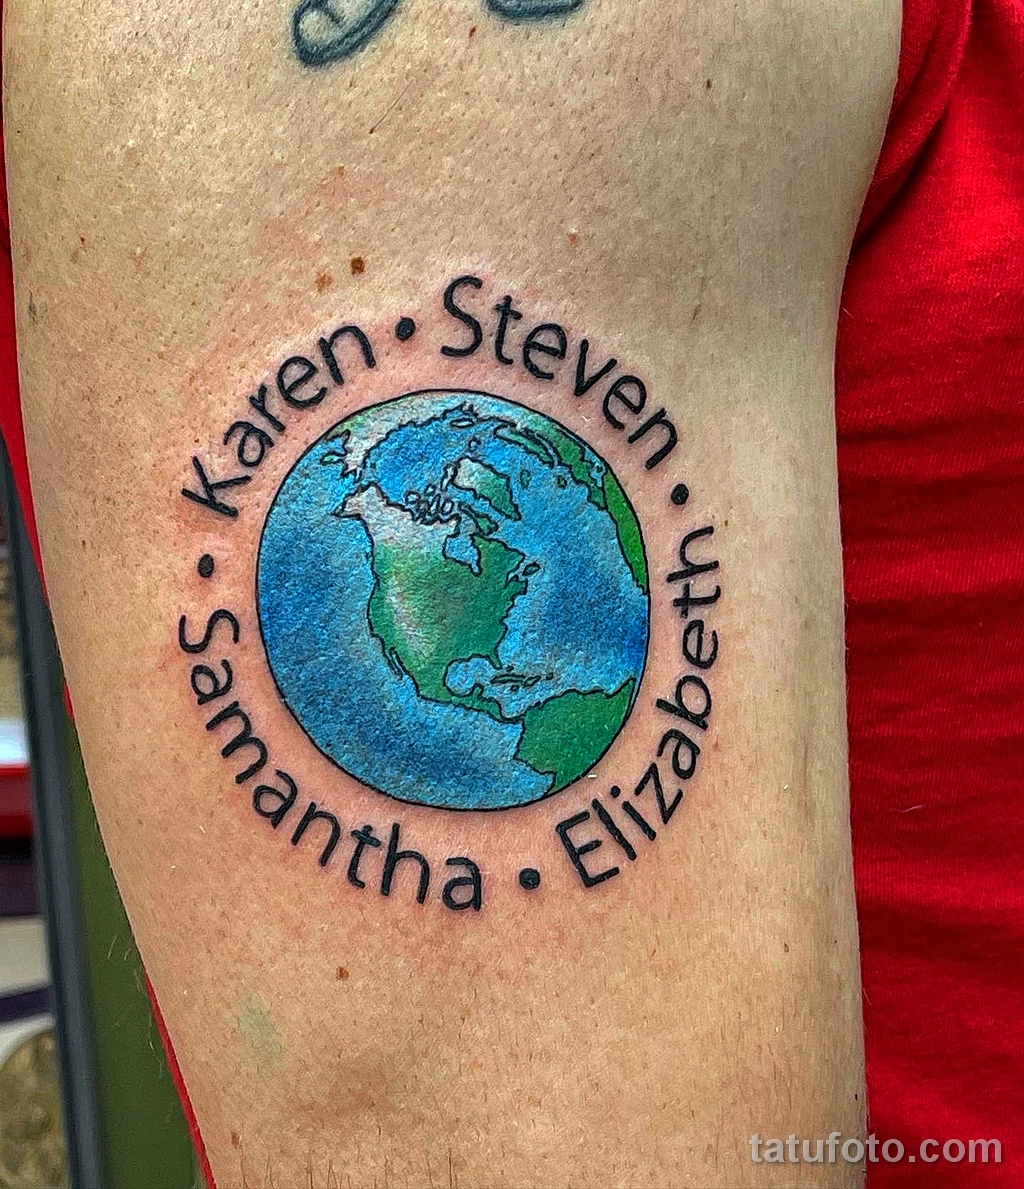 Karen • Steven • Elizabeth • Samantha •
tatufoto.com